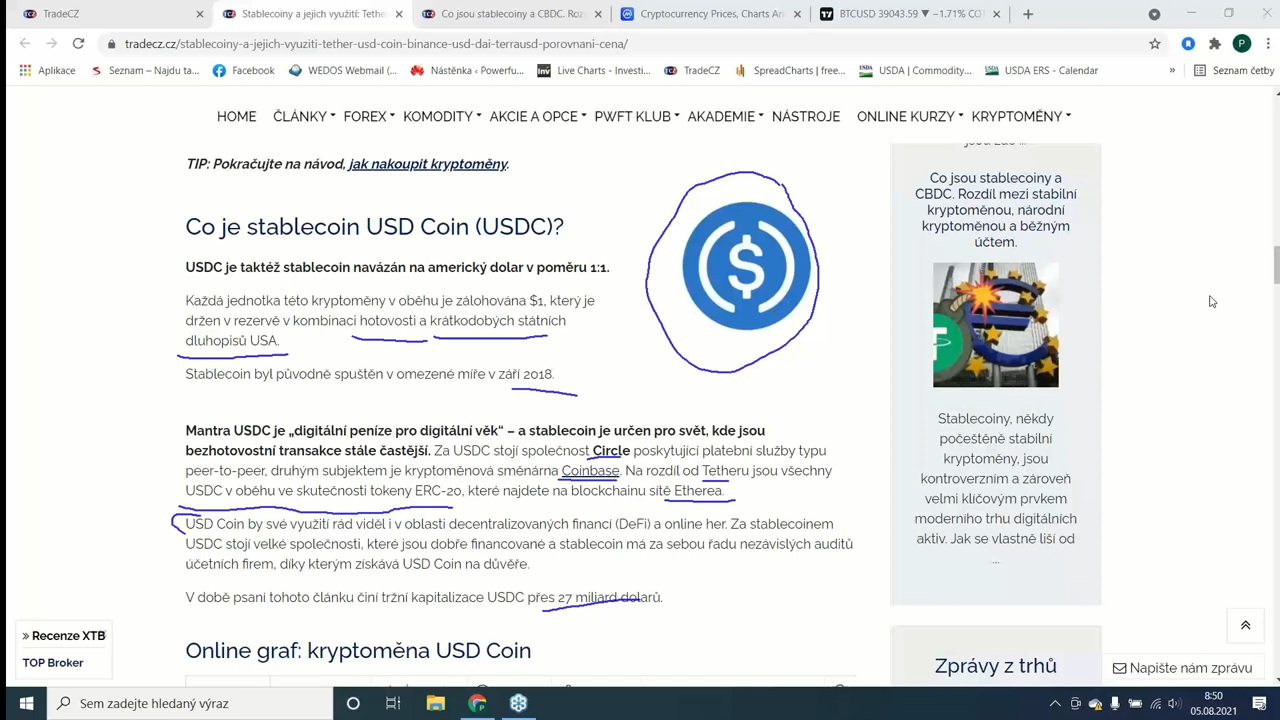 TradeCZ
Stablecoiny a jejich využití: Teth
Co jsou stablecoiny a CBDC. Roz
Cryptocurrency Prices, Charts An
BTCUSD 39043.59 ▼ −1.71% CO
tradecz.cz/stablecoiny-a-jejich-vyuziti-tether-usd-coin-binance-usd-dai-terrausd-porovnani-cena/
P
Aplikace
Seznam – Najdu ta...
Facebook
WEDOS Webmail (...
Nástěnka ‹ Powerfu...
Live Charts - Investi...
TradeCZ
SpreadCharts | free...
USDA | Commodity...
USDA ERS - Calendar
»
Seznam četby
HOME ČLÁNKY FOREX KOMODITY AKCIE A OPCE PWFT KLUB AKADEMIE NÁSTROJE ONLINE KURZY KRYPTOMĚNY
TIP: Pokračujte na návod, jak nakoupit kryptoměny.
Co je stablecoin USD Coin (USDC)?
USDC je taktéž stablecoin navázán na americký dolar v poměru 1:1.
Každá jednotka této kryptoměny v oběhu je zálohována $1, který je
držen v rezervě v kombinaci hotovosti a krátkodobých státních
dluhopisů USA.
Stablecoin byl původně spuštěn v omezené míře v září 2018.
$
Mantra USDC je „digitální peníze pro digitální věk“ – a stablecoin je určen pro svět, kde jsou
bezhotovostní transakce stále častější. Za USDC stojí společnost Circle poskytující platební služby typu
peer-to-peer, druhým subjektem je kryptoměnová směnárna Coinbase. Na rozdíl od Tetheru jsou všechny
USDC v oběhu ve skutečnosti tokeny ERC-20, které najdete na blockchainu sítě Etherea.
USD Coin by své využití rád viděl i v oblasti decentralizovaných financí (DeFi) a online her. Za stablecoinem
USDC stojí velké společnosti, které jsou dobře financované a stablecoin má za sebou řadu nezávislých auditů
účetních firem, díky kterým získává USD Coin na důvěře.
V době psaní tohoto článku činí tržní kapitalizace USDC přes 27 miliard dolarů.
Online graf: kryptoměna USD Coin
Co jsou stablecoiny a
CBDC. Rozdíl mezi stabilní
kryptoměnou, národní
kryptoměnou a běžným
účtem.
Stablecoiny, někdy
počeštěné stabilní
kryptoměny, jsou
kontroverzním a zároveň
velmi klíčovým prvkem
moderního trhu digitálních
aktiv. Jak se vlastně liší od
...
Zprávy z trhů
» Recenze XTB
TOP Broker
Napište nám zprávu
Sem zadejte hledaný výraz
8:50
05.08.2021